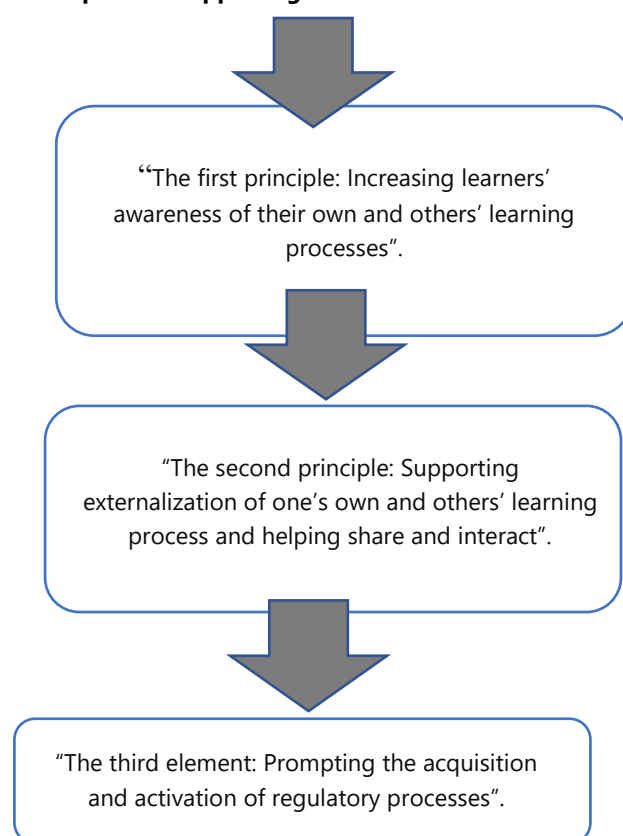 “The first principle: Increasing learners’
awareness of their own and others’ learning
processes”.
“The second principle: Supporting
externalization of one‘s own and others’ learning
process and helping share and interact”.
“The third element: Prompting the acquisition
and activation of regulatory processes”.